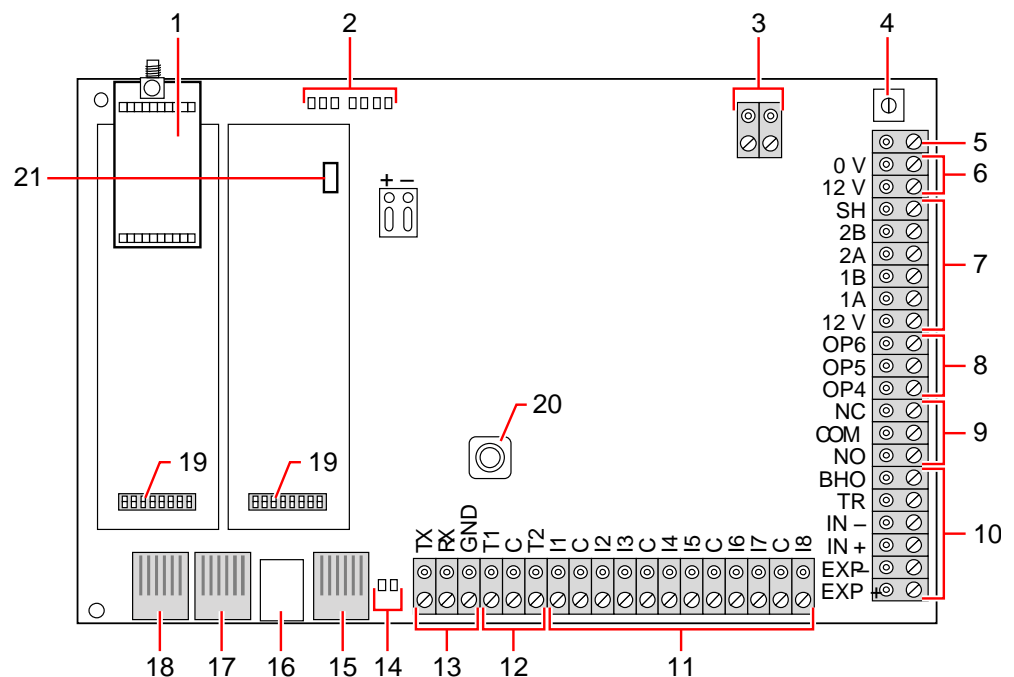 1 2 3 4
5
0 V
6
12 V
21
+ –
SH
2B
2A
7
1B
1A
12 V
OP6
OP5
8
OP4
NC
20
COM
9
NO
19 19
BHO
TR
10
IN –
IN +
EXP–
EXP +
TX RX GND T1 C T2 I1 C I2 I3 C I4 I5 C I6 I7 C I8
18 17 16 15 14 13 12 11